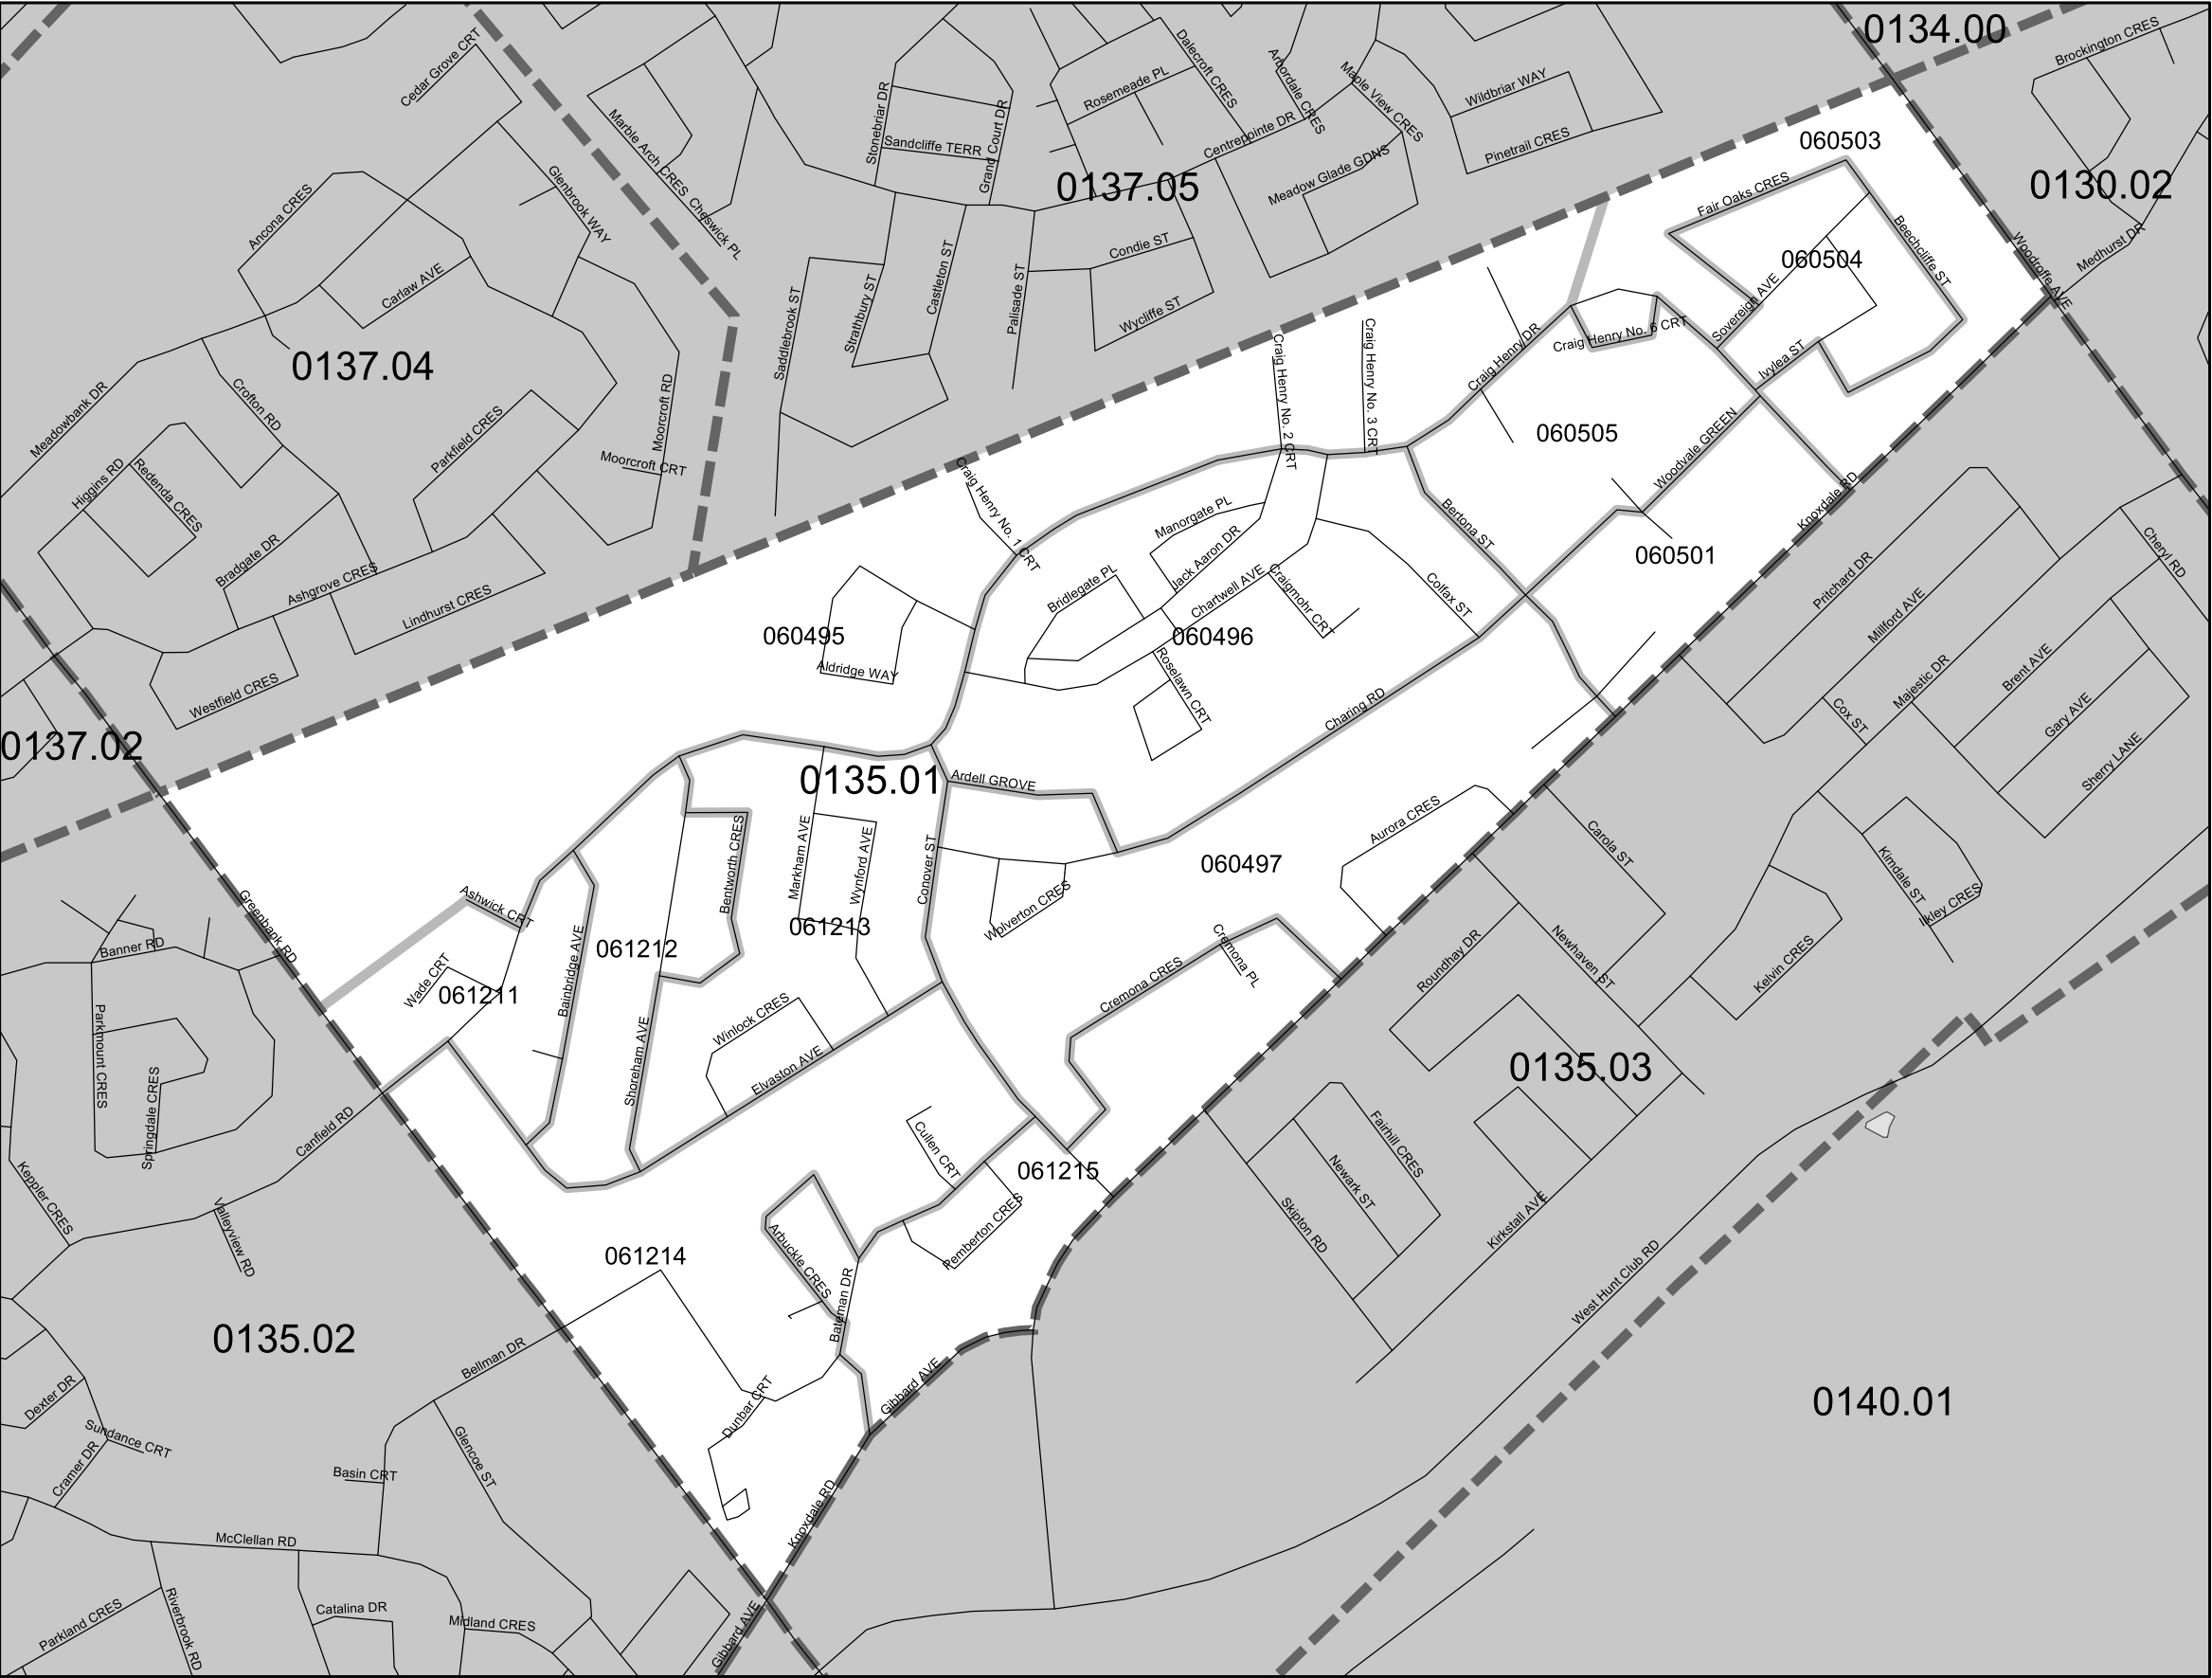 0134.00
Brockington CRES
Cedar Grove CRT
Dalecroft CRES
Arbordale CRES
Maple View CRES
Rosemeade PL
Wildbriar WAY
Centrepointe DR
Pinetrail CRES
Stonebriar DR
Sandcliffe TERR
Grand Court DR
Marble Arch CRES
Cheswick PL
0137.05
Meadow Glade GDNS
060503
0130.02
Fair Oaks CRES
Beechcliffe ST
Woodroffe AVE
Medhurst DR
Ancona CRES
Glenbrook WAY
Carlaw AVE
Condie ST
Wycliffe ST
Castleton ST
Palisade ST
Strathbury ST
Saddlebrook ST
060504
Sovereign AVE
0137.04
Craig Henry No. 6 CRT
Ivylea ST
Craig Henry DR
Craig Henry No. 2 CRT
Craig Henry No. 3 CRT
Meadowbank DR
Crofton RD
Moorcroft RD
Moorcroft CRT
Parkfield CRES
Higgins RD
Redenda CRES
060505
Woodvale GREEN
Knoxdale RD
Craig Henry No. 1 CRT
Manorgate PL
Jack Aaron DR
Bertona ST
060501
Bradgate DR
Ashgrove CRES
Lindhurst CRES
Bridlegate PL
Chartwell AVE
Craigmohr CRT
Colfax ST
Pritchard DR
Millford AVE
Cheryl RD
060495
060496
Aldridge WAY
Roselawn CRT
Westfield CRES
Charing RD
Majestic DR
Cox ST
Brent AVE
Gary AVE
Sherry LANE
0137.02
0135.01
Ardell GROVE
Aurora CRES
Carola ST
Markham AVE
Wynford AVE
Bentworth CRES
Conover ST
060497
Wolverton CRES
Kimdale ST
Ilkley CRES
Ashwick CRT
Greenbank RD
Banner RD
061212
061213
Bainbridge AVE
Wade CRT
061211
Cremona PL
Cremona CRES
Roundhay DR
Newhaven ST
Kelvin CRES
Parkmount CRES
Springdale CRES
Winlock CRES
Shoreham AVE
Elvaston AVE
0135.03
Canfield RD
Keppler CRES
Valleyview RD
Cullen CRT
061215
Pemberton CRES
Fairhill CRES
Newark ST
Skipton RD
Kirkstall AVE
061214
Arbuckle CRES
Bateman DR
West Hunt Club RD
0135.02
Bellman DR
Dunbar CRT
Gibbard AVE
0140.01
Dexter DR
Sundance CRT
Cramer DR
Basin CRT
Glencoe ST
Knoxdale RD
McClellan RD
Parkland CRES
Riverbrook RD
Catalina DR
Midland CRES
Gibbard AVE